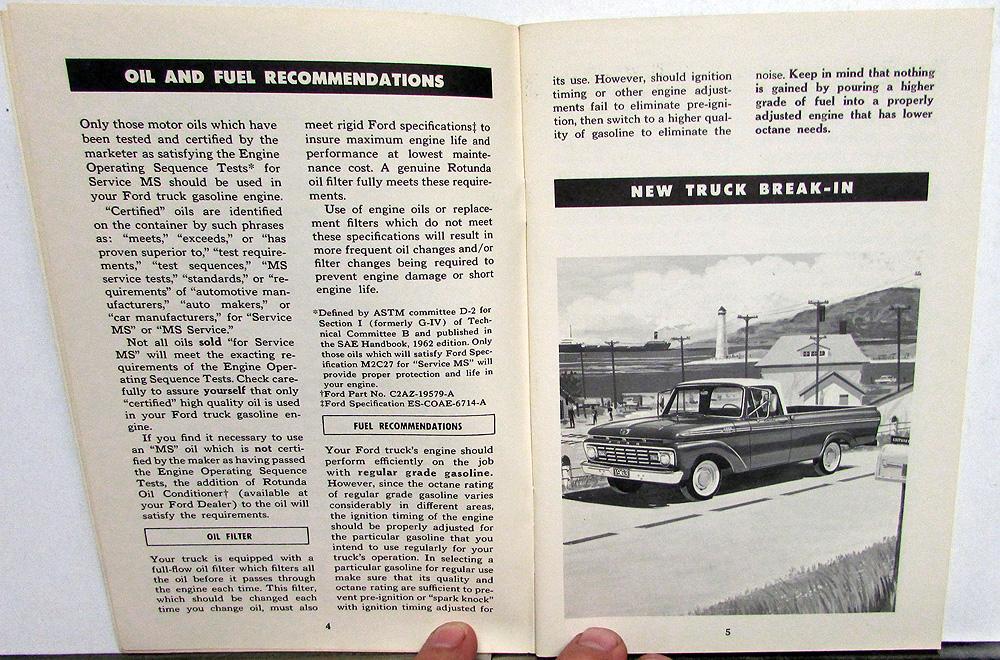 OIL AND FUEL RECOMMENDATIONS
Only those motor oils which have
been tested and certified by the
marketer as satisfying the Engine
Operating Sequence Tests* for
Service MS should be used in
your Ford truck gasoline engine.
"Certified" oils are identified
on the container by such phrases
as: "meets," "exceeds," or "has
proven superior to," "test require-
ments," "test sequences," "MS
service tests," "standards," or "re-
quirements" of "automotive man-
ufacturers," "auto makers," or
"car manufacturers," for "Service
MS" or "MS Service."
Not all oils sold "for Service
MS" will meet the exacting re-
quirements of the Engine Oper-
ating Sequence Tests. Check care-
fully to assure yourself that only
"certified" high quality oil is used
in your Ford truck gasoline en-
gine.
If you find it necessary to use
an "MS" oil which is not certi-
fied by the maker as having passed
the Engine Operating Sequence
Tests, the addition of Rotunda
Oil Conditioner† (available at
your Ford Dealer) to the oil will
satisfy the requirements.
OIL FILTER
Your truck is equipped with a
full-flow oil filter which filters all
the oil before it passes through
the engine each time. This filter,
which should be changed each
time you change oil, must also
meet rigid Ford specifications‡ to
insure maximum engine life and
performance at lowest mainte-
nance cost. A genuine Rotunda
oil filter fully meets these require-
ments.
Use of engine oils or replace-
ment filters which do not meet
these specifications will result in
more frequent oil changes and/or
filter changes being required to
prevent engine damage or short
engine life.
*Defined by ASTM committee D-2 for
Section I (formerly G-IV) of Tech-
nical Committee B and published in
the SAE Handbook, 1962 edition. Only
those oils which will satisfy Ford Spec-
ification M2C27 for "Service MS" will
provide proper protection and life in
your engine.
†Ford Part No. C2AZ-19579-A
‡Ford Specification ES-COAE-6714-A
FUEL RECOMMENDATIONS
Your Ford truck's engine should
perform efficiently on the job
with regular grade gasoline.
However, since the octane rating
of regular grade gasoline varies
considerably in different areas,
the ignition timing of the engine
should be properly adjusted for
the particular gasoline that you
intend to use regularly for your
truck's operation. In selecting a
particular gasoline for regular use
make sure that its quality and
octane rating are sufficient to pre-
vent pre-ignition or "spark knock"
with ignition timing adjusted for
4
its use. However, should ignition
timing or other engine adjust-
ments fail to eliminate pre-igni-
tion, then switch to a higher qual-
ity of gasoline to eliminate the
noise. Keep in mind that nothing
is gained by pouring a higher
grade of fuel into a properly
adjusted engine that has lower
octane needs.
NEW TRUCK BREAK-IN
5